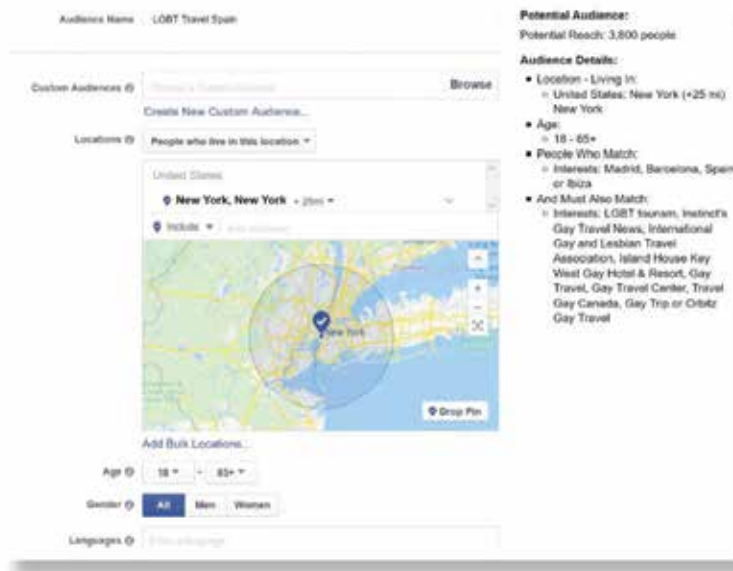 Audience Name LGBT Travel Spain
Custom Audiences Browse
Create New Custom Audience...
Locations People who live in this location
United States
New York, New York + 25mi
Include
New York
Drop Pin
Add Bulk Locations...
Age 18 - 65+
Gender All Men Women
Languages
Potential Audience:
Potential Reach: 3,800 people
Audience Details:
Location - Living In:
United States: New York (+25 mi)
New York
Age:
18 - 65+
People Who Match:
Interests: Madrid, Barcelona, Spain
or Ibiza
And Must Also Match:
Interests: LGBT tourism, Instinct's
Gay Travel News, International
Gay and Lesbian Travel
Association, Island House Key
West Gay Hotel & Resort, Gay
Travel, Gay Travel Center, Travel
Gay Canada, Gay Trip or Orbitz
Gay Travel